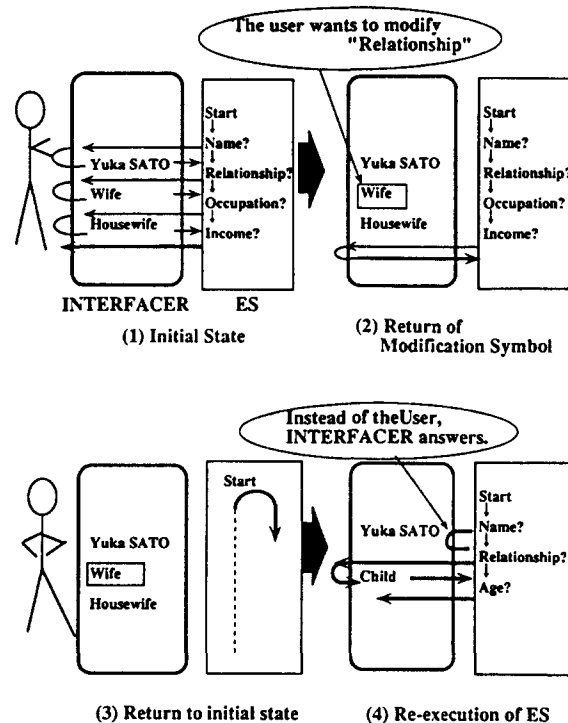 The user wants to modify
"Relationship"
Start
Name?
Yuka SATO
Relationship?
Wife
Occupation?
Housewife
Income?
INTERFACER
ES
(1) Initial State
Start
Name?
Yuka SATO
Relationship?
Wife
Occupation?
Housewife
Income?
(2) Return of
Modification Symbol
Start
Yuka SATO
Wife
Housewife
(3) Return to initial state
Instead of theUser,
INTERFACER answers.
Start
Name?
Yuka SATO
Relationship?
Child
Age?
(4) Re-execution of ES